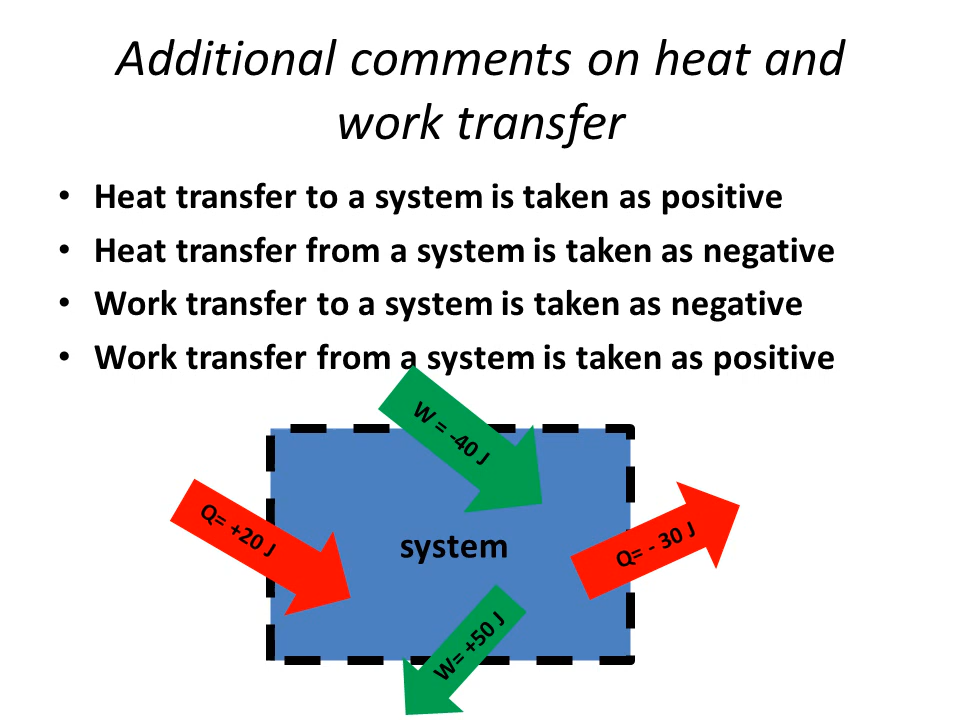 Additional comments on heat and
work transfer
• Heat transfer to a system is taken as positive
• Heat transfer from a system is taken as negative
• Work transfer to a system is taken as negative
• Work transfer from a system is taken as positive
W = -40 J
Q= +20 J
system
Q= - 30 J
W= +50 J